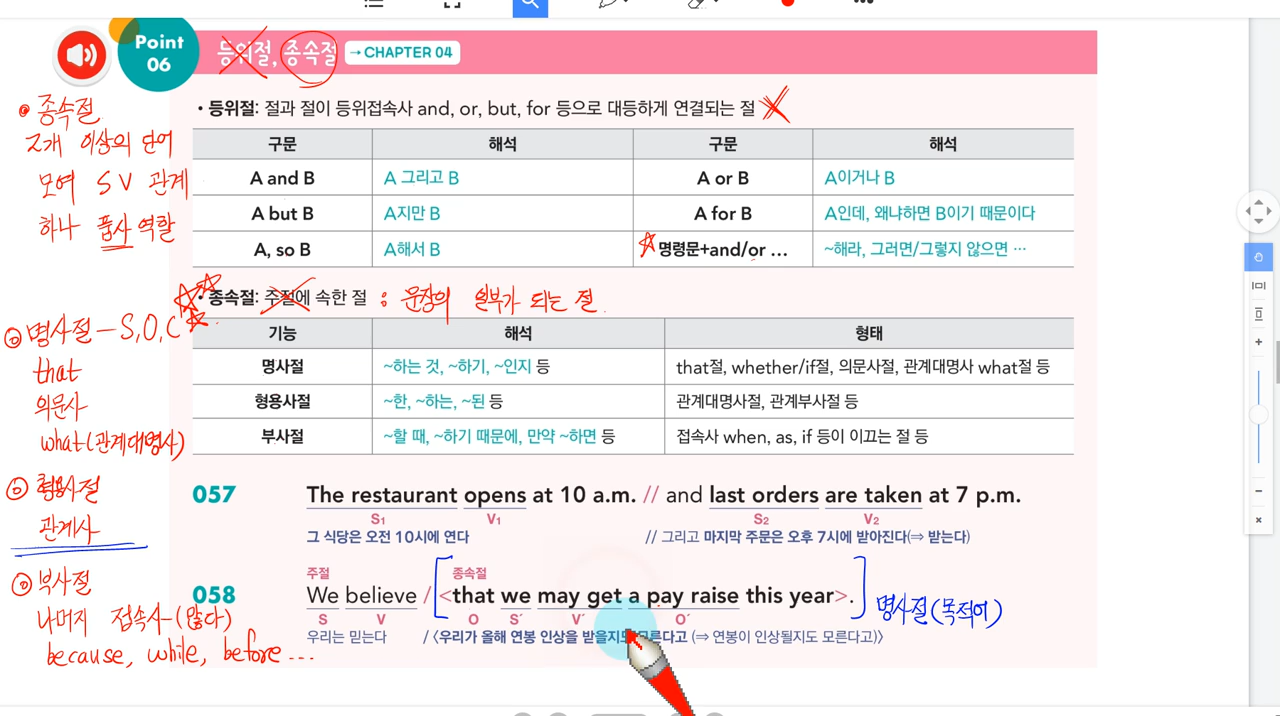 Point
06
등위절, 종속절 → CHAPTER 04
• 등위절: 절과 절이 등위접속사 and, or, but, for 등으로 대등하게 연결되는 절
구문 해석 구문 해석
A and B A 그리고 B A or B A이거나 B
A but B A지만 B A for B A인데, 왜냐하면 B이기 때문이다
A, so B A해서 B 명령문+and/or ... ~해라, 그러면/그렇지 않으면 ...
• 종속절: 주절에 속한 절 : 문장의 일부가 되는 절.
기능 해석 형태
명사절 ~하는 것, ~하기, ~인지 등 that절, whether/if절, 의문사절, 관계대명사 what절 등
형용사절 ~한, ~하는, ~된 등 관계대명사절, 관계부사절 등
부사절 ~할 때, ~하기 때문에, 만약 ~하면 등 접속사 when, as, if 등이 이끄는 절 등
057 The restaurant opens at 10 a.m. // and last orders are taken at 7 p.m.
S1 V1 S2 V2
그 식당은 오전 10시에 연다 // 그리고 마지막 주문은 오후 7시에 받아진다(⇒ 받는다)
주절 종속절
058 We believe / <that we may get a pay raise this year>.
S V O S′ V′ O′
우리는 믿는다 / 〈우리가 올해 연봉 인상을 받을지도 모른다고 (⇒ 연봉이 인상될지도 모른다고)〉
명사절(목적어)
종속절
2개 이상의 단어
모여 S V 관계
하나 품사 역할
명사절 - S, O, C
that
의문사
what(관계대명사)
형용사절
관계사
부사절
나머지 접속사-(많다)
because, while, before ...